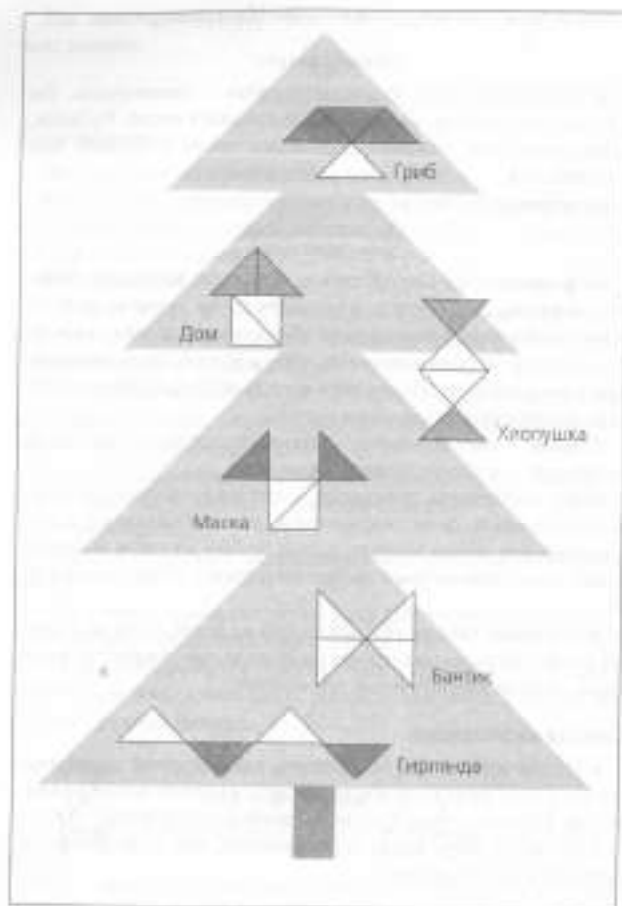 Гриб
Дом
Хлопушка
Маска
Бантик
Гирлянда